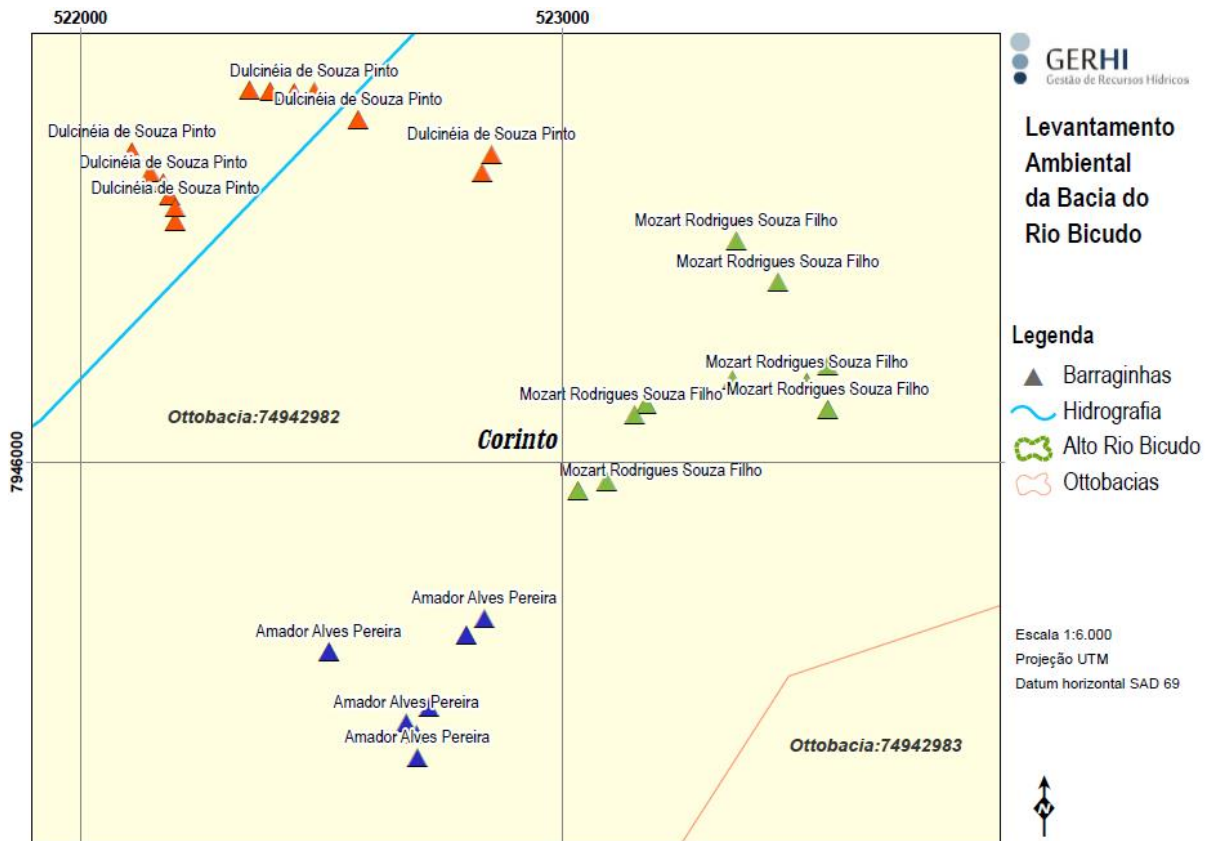 522000
523000
Dulcinéia de Souza Pinto
Dulcinéia de Souza Pinto
Dulcinéia de Souza Pinto
Dulcinéia de Souza Pinto
Dulcinéia de Souza Pinto
Dulcinéia de Souza Pinto
Mozart Rodrigues Souza Filho
Mozart Rodrigues Souza Filho
Mozart Rodrigues Souza Filho
Mozart Rodrigues Souza Filho
Mozart Rodrigues Souza Filho
Ottobacia:74942982
Corinto
7946000
Mozart Rodrigues Souza Filho
Amador Alves Pereira
Amador Alves Pereira
Amador Alves Pereira
Amador Alves Pereira
Ottobacia:74942983
GERHI
Gestão de Recursos Hídricos
Levantamento
Ambiental
da Bacia do
Rio Bicudo
Legenda
Barraginhas
Hidrografia
Alto Rio Bicudo
Ottobacias
Escala 1:6.000
Projeção UTM
Datum horizontal SAD 69
N